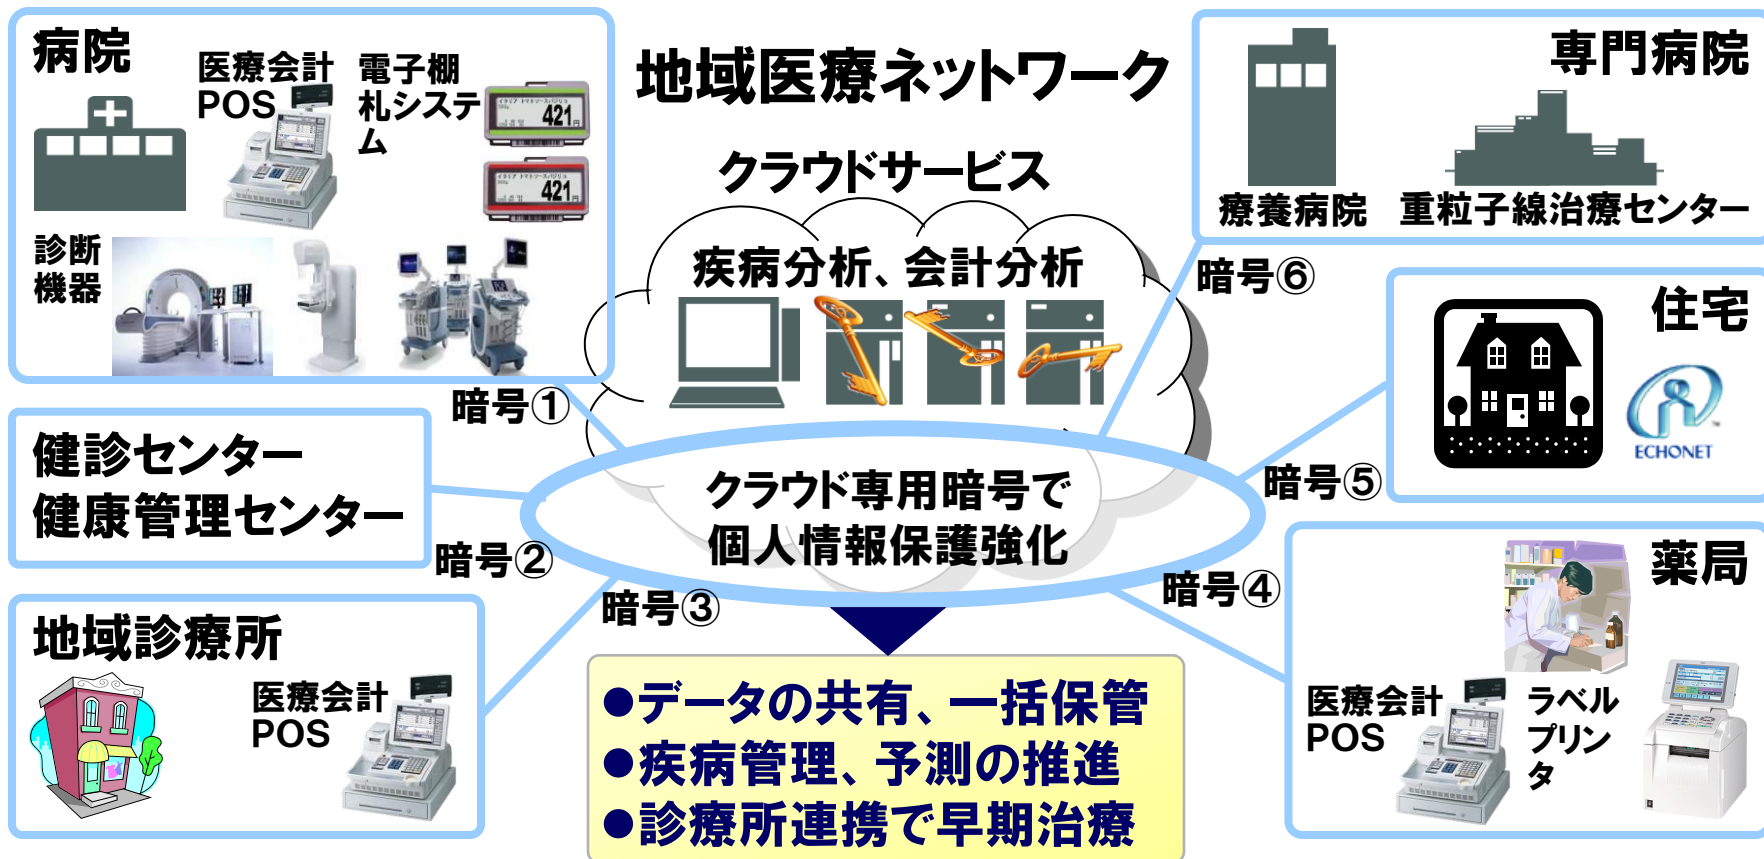 病院
医療会計
POS
電子棚
札システ
ム
421
円
421
円
診断
機器
暗号①
健診センター
健康管理センター
暗号②
地域診療所
医療会計
POS
暗号③
地域医療ネットワーク
クラウドサービス
疾病分析、会計分析
クラウド専用暗号で
個人情報保護強化
●データの共有、一括保管
●疾病管理、予測の推進
●診療所連携で早期治療
専門病院
療養病院
重粒子線治療センター
暗号⑥
住宅
ECHONET
暗号⑤
薬局
暗号④
医療会計
POS
ラベル
プリン
タ